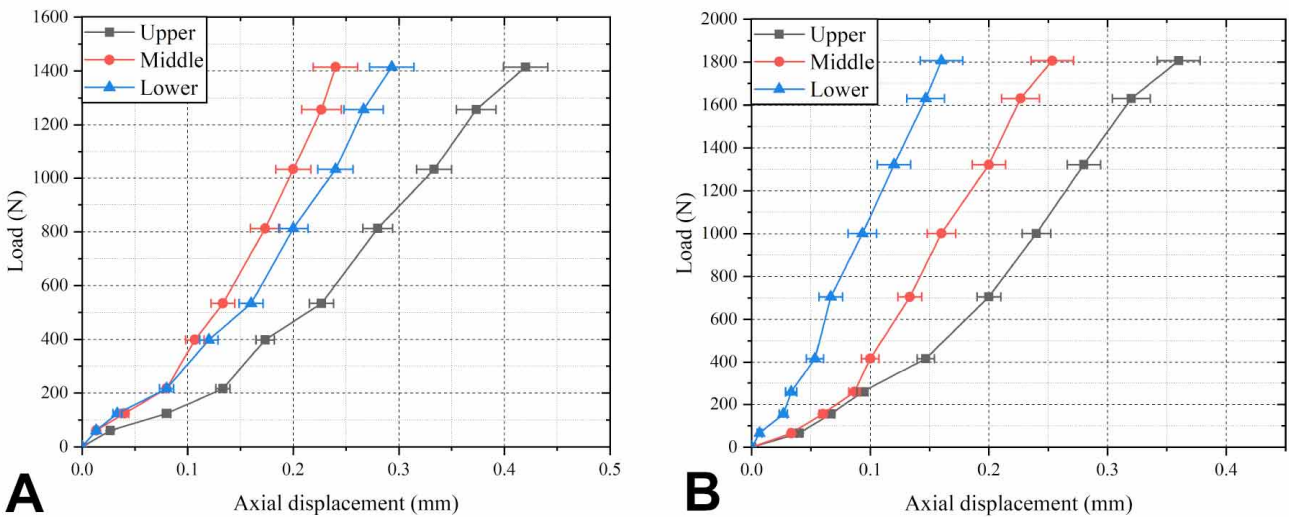 1600
1400
1200
1000
800
600
400
200
0
Load (N)
Upper
Middle
Lower
0.0 0.1 0.2 0.3 0.4 0.5
Axial displacement (mm)
A
2000
1800
1600
1400
1200
1000
800
600
400
200
0
Load (N)
Upper
Middle
Lower
0.0 0.1 0.2 0.3 0.4
Axial displacement (mm)
B